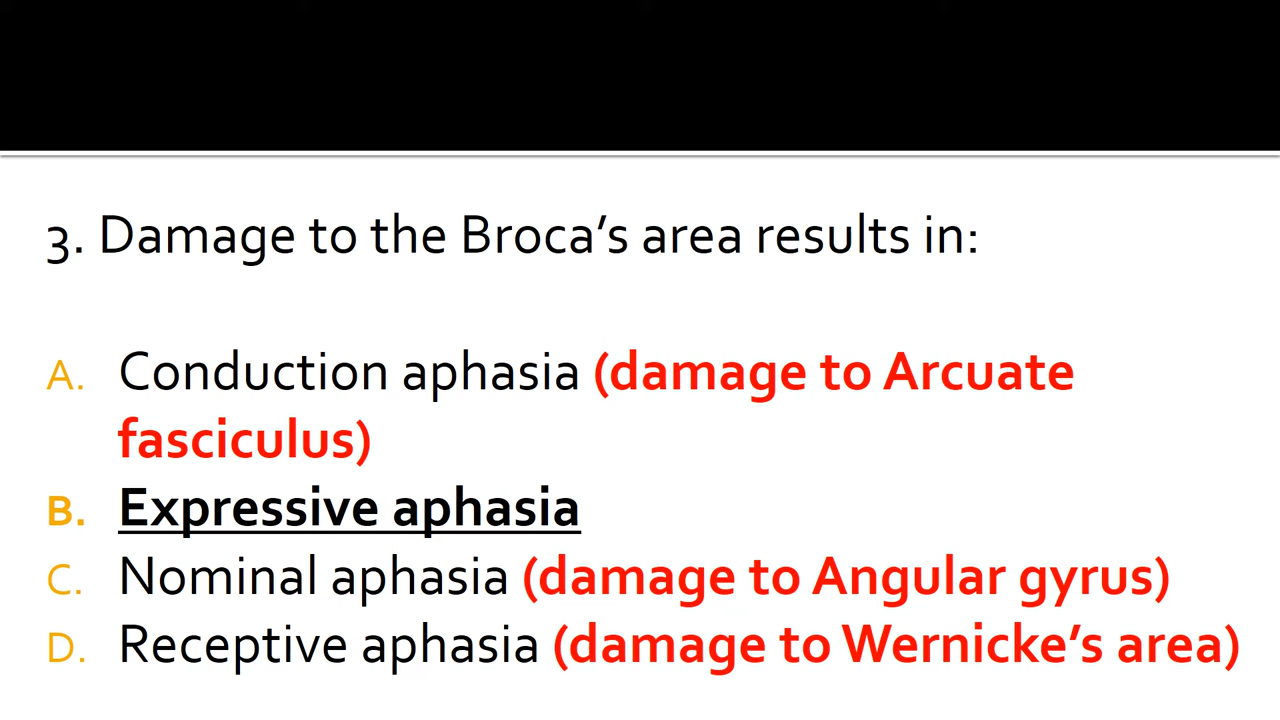 3. Damage to the Broca’s area results in:
A. Conduction aphasia (damage to Arcuate
fasciculus)
B. Expressive aphasia
C. Nominal aphasia (damage to Angular gyrus)
D. Receptive aphasia (damage to Wernicke’s area)